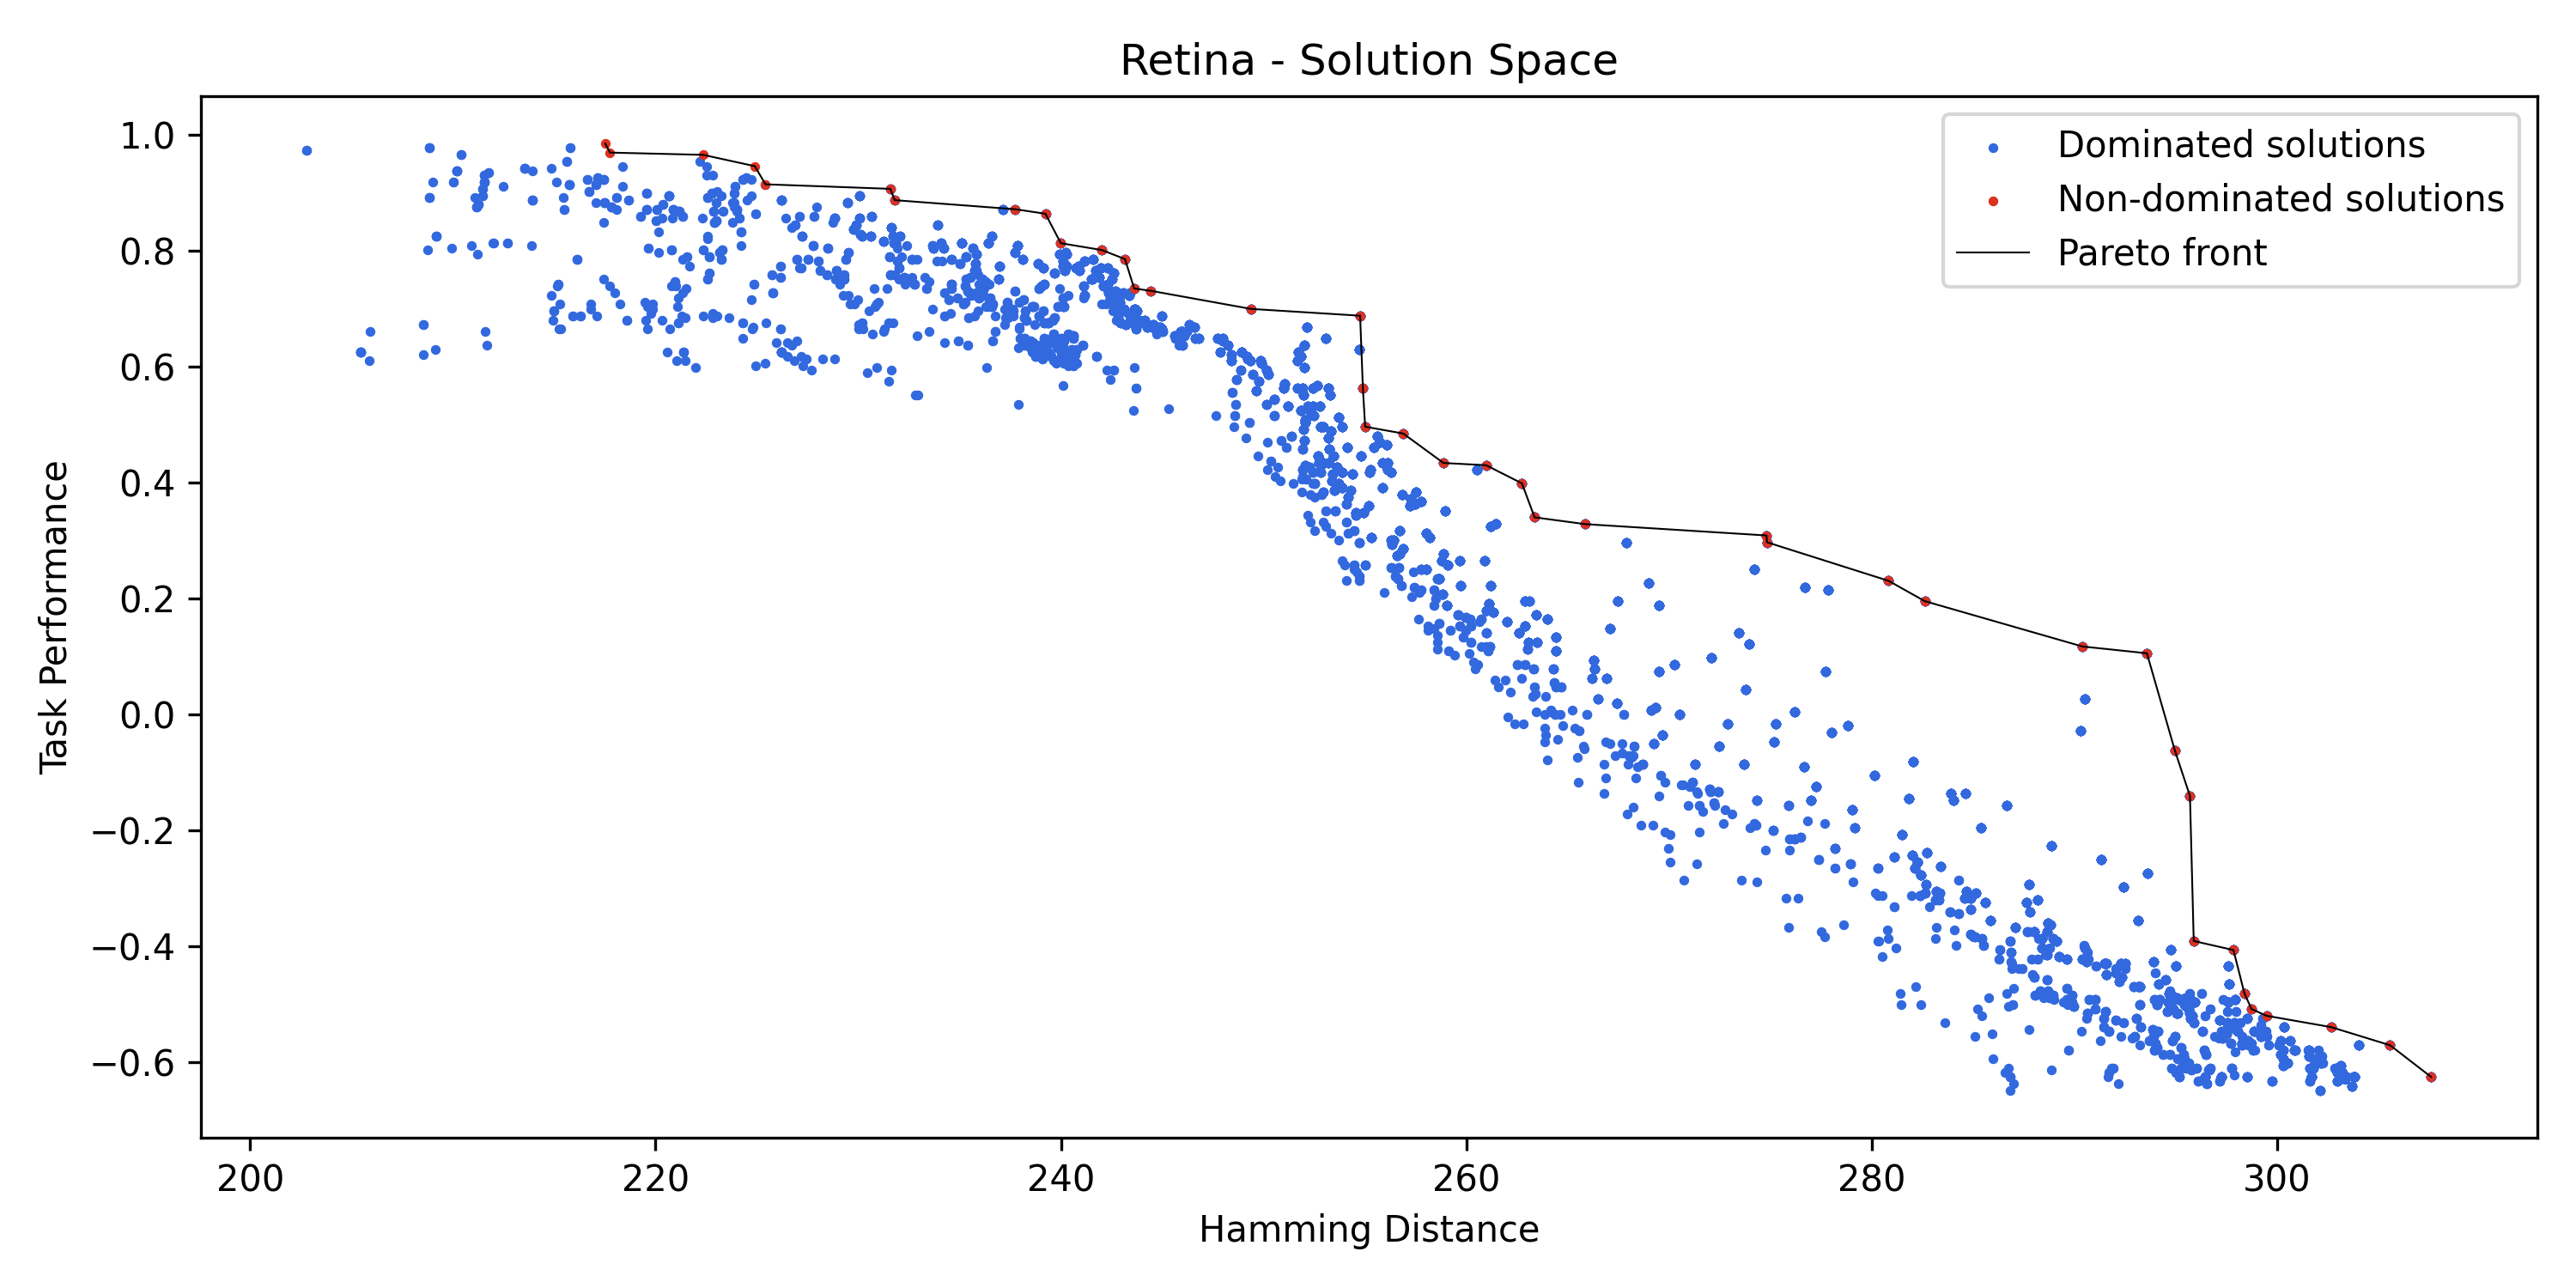 Retina - Solution Space
Dominated solutions
Non-dominated solutions
Pareto front
Task Performance
1.0
0.8
0.6
0.4
0.2
0.0
−0.2
−0.4
−0.6
200 220 240 260 280 300
Hamming Distance